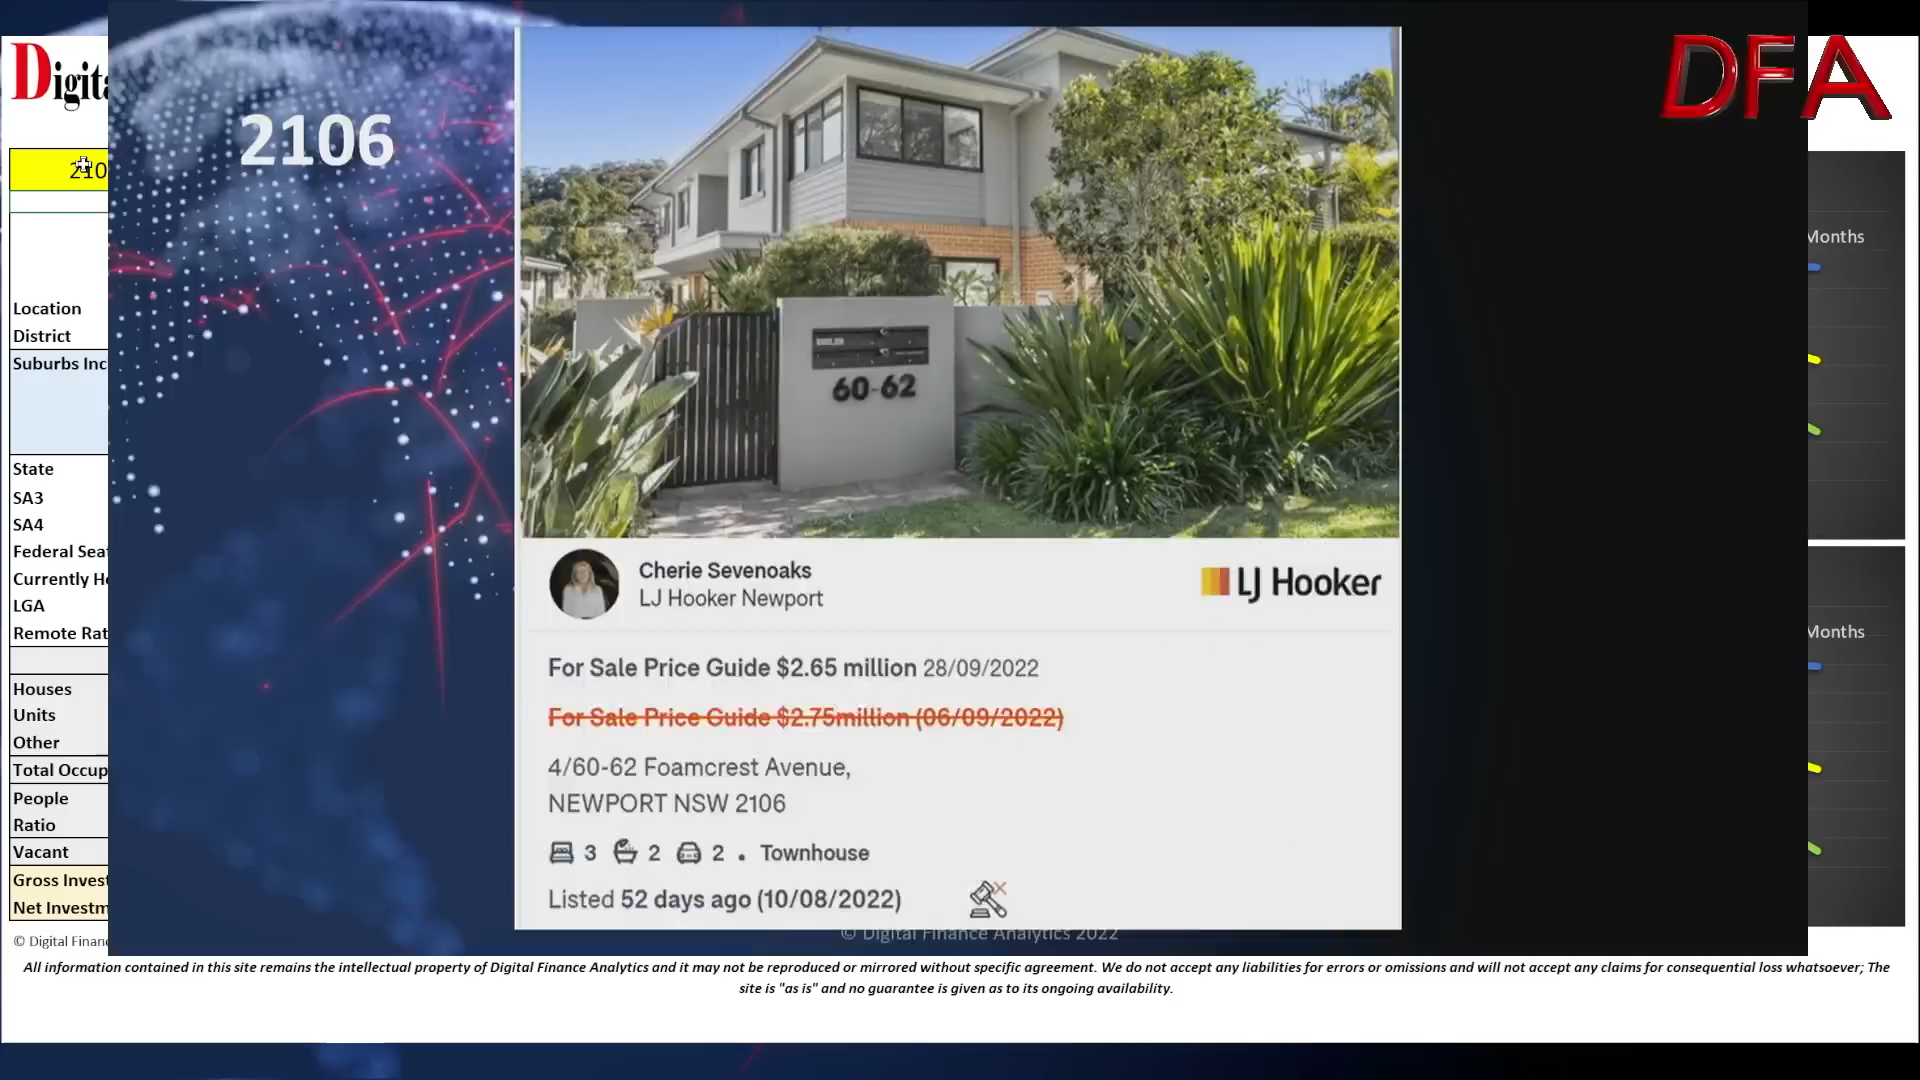 DFA
Digita
2106
210
Months
Location
District
Suburbs Inc
State
SA3
SA4
Federal Sea
Currently He
LGA
Remote Rat
Houses
Units
Other
Total Occup
People
Ratio
Vacant
Gross Invest
Net Investm
60-62
Cherie Sevenoaks
LJ Hooker Newport
LJ Hooker
For Sale Price Guide $2.65 million 28/09/2022
For Sale Price Guide $2.75million (06/09/2022)
4/60-62 Foamcrest Avenue,
NEWPORT NSW 2106
3 2 2 . Townhouse
Listed 52 days ago (10/08/2022)
Months
© Digital Finance Analytics 2022
© Digital Financ
All information contained in this site remains the intellectual property of Digital Finance Analytics and it may not be reproduced or mirrored without specific agreement. We do not accept any liabilities for errors or omissions and will not accept any claims for consequential loss whatsoever; The
site is "as is" and no guarantee is given as to its ongoing availability.